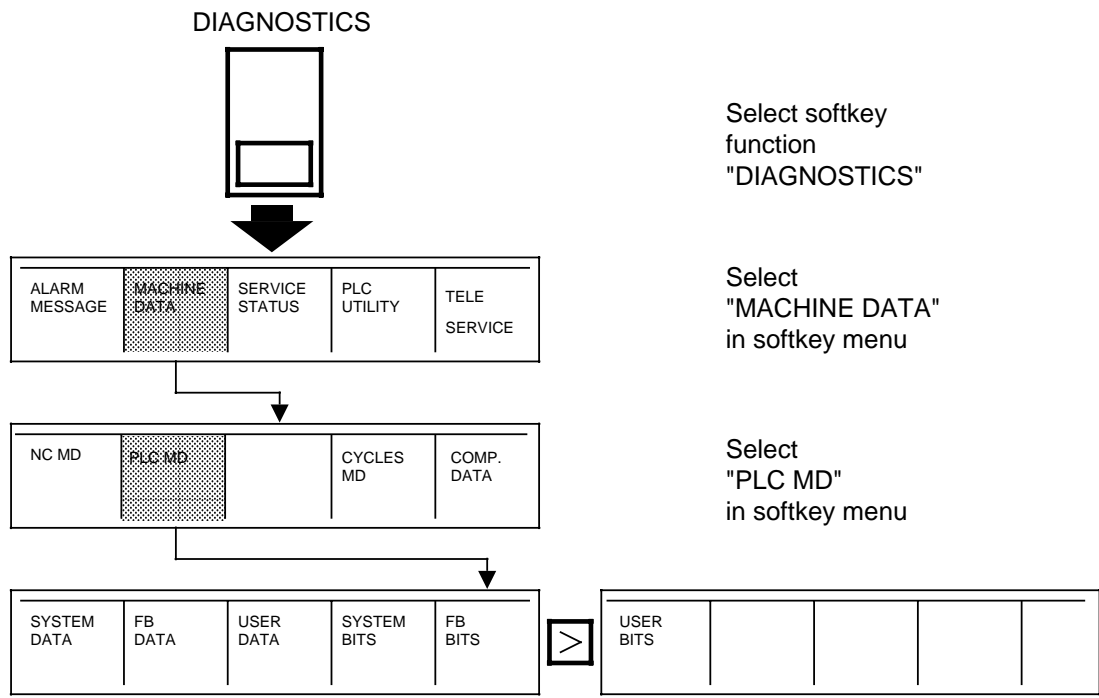 DIAGNOSTICS
Select softkey
function
"DIAGNOSTICS"
ALARM
MESSAGE
MACHINE
DATA
SERVICE
STATUS
PLC
UTILITY
TELE
SERVICE
Select
"MACHINE DATA"
in softkey menu
NC MD
PLC MD
CYCLES
MD
COMP.
DATA
Select
"PLC MD"
in softkey menu
SYSTEM
DATA
FB
DATA
USER
DATA
SYSTEM
BITS
FB
BITS
>
USER
BITS